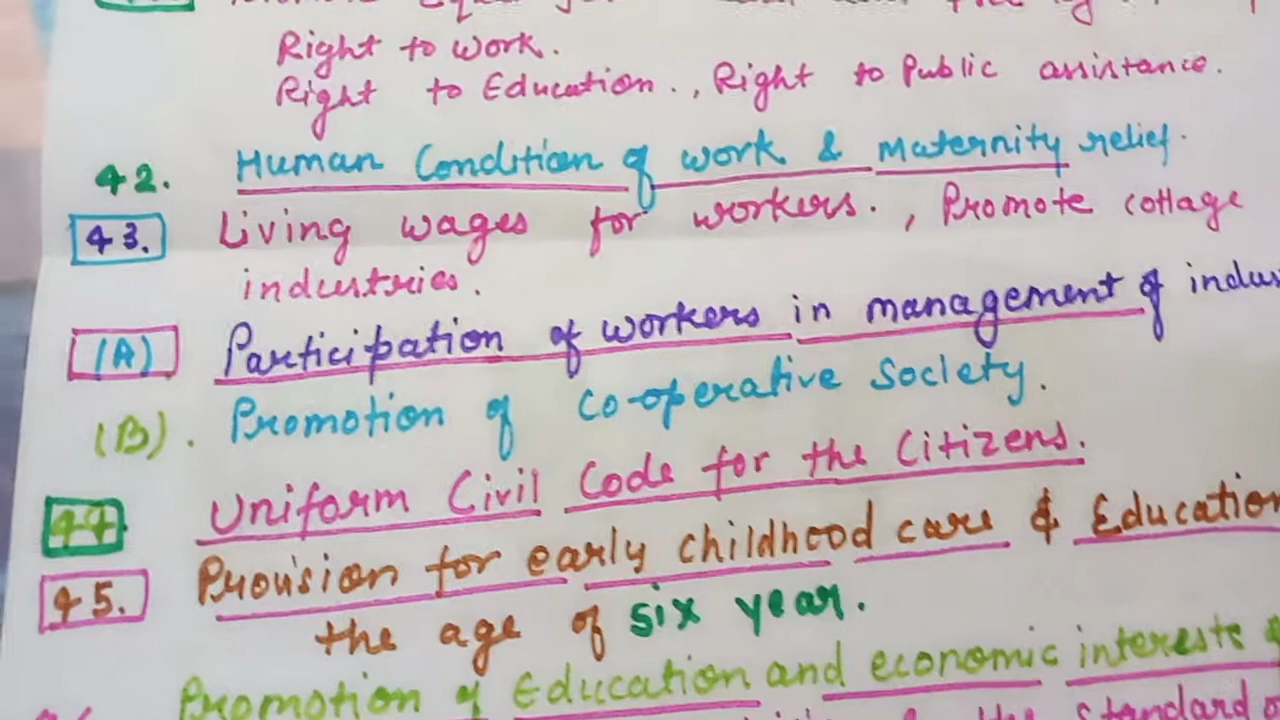 Right to work.
Right to Education., Right to Public assistance.
42. Human Condition of work & Maternity relief.
43. Living wages for workers., Promote cottage
industries.
(A) Participation of workers in management of indus
(B). Promotion of Co-operative Society.
44. Uniform Civil Code for the Citizens.
45. Provision for early childhood care & Education
the age of six year.
Promotion of Education and economic interests
the standard